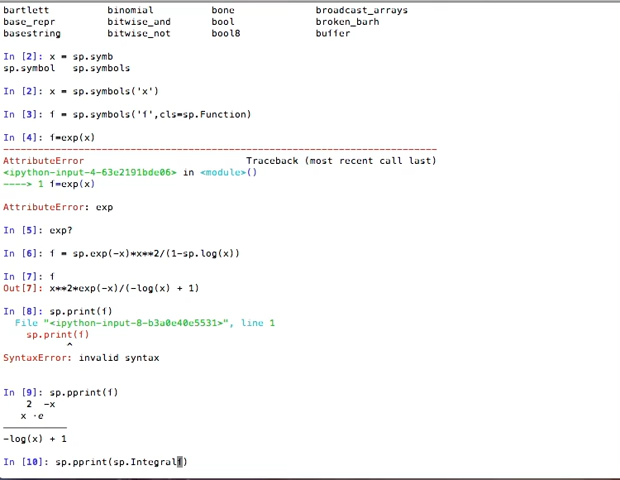 bartlett binomial bone broadcast_arrays
base_repr bitwise_and bool broken_barh
basestring bitwise_not bool8 buffer
In [2]: x = sp.symb
sp.symbol sp.symbols
In [2]: x = sp.symbols('x')
In [3]: f = sp.symbols('f',cls=sp.Function)
In [4]: f=exp(x)
---------------------------------------------------------------------------
AttributeError Traceback (most recent call last)
<ipython-input-4-63e2191bde06> in <module>()
----> 1 f=exp(x)
AttributeError: exp
In [5]: exp?
In [6]: f = sp.exp(-x)*x**2/(1-sp.log(x))
In [7]: f
Out[7]: x**2*exp(-x)/(-log(x) + 1)
In [8]: sp.print(f)
File "<ipython-input-8-b3a0e40e5531>", line 1
sp.print(f)
^
SyntaxError: invalid syntax
In [9]: sp.pprint(f)
2 -x
x ⋅ℯ
───────────
-log(x) + 1
In [10]: sp.pprint(sp.Integralf)